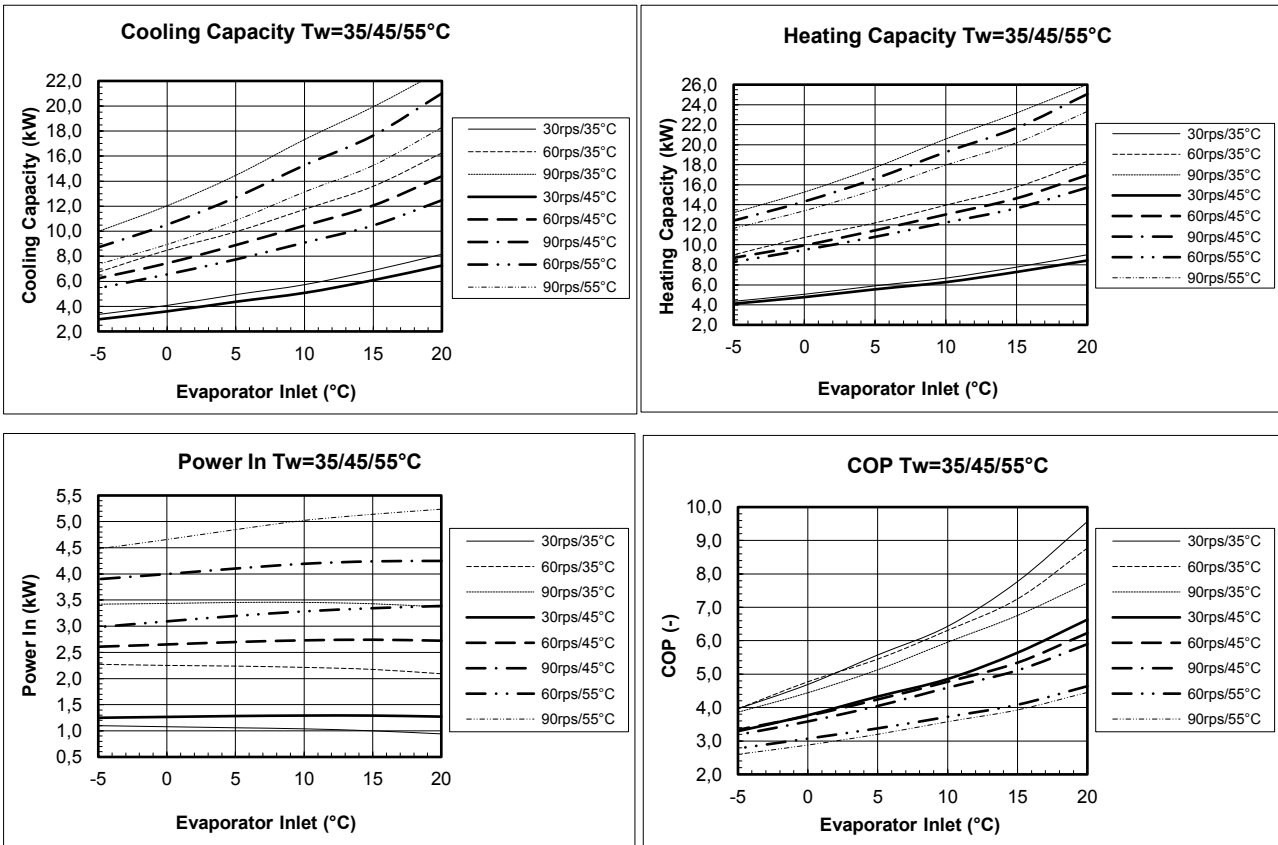 Cooling Capacity Tw=35/45/55°C
Cooling Capacity (kW)
22,0
20,0
18,0
16,0
14,0
12,0
10,0
8,0
6,0
4,0
2,0
-5 0 5 10 15 20
Evaporator Inlet (°C)
30rps/35°C
60rps/35°C
90rps/35°C
30rps/45°C
60rps/45°C
90rps/45°C
60rps/55°C
90rps/55°C
Heating Capacity Tw=35/45/55°C
Heating Capacity (kW)
26,0
24,0
22,0
20,0
18,0
16,0
14,0
12,0
10,0
8,0
6,0
4,0
2,0
-5 0 5 10 15 20
Evaporator Inlet (°C)
30rps/35°C
60rps/35°C
90rps/35°C
30rps/45°C
60rps/45°C
90rps/45°C
60rps/55°C
90rps/55°C
Power In Tw=35/45/55°C
Power In (kW)
5,5
5,0
4,5
4,0
3,5
3,0
2,5
2,0
1,5
1,0
0,5
-5 0 5 10 15 20
Evaporator Inlet (°C)
30rps/35°C
60rps/35°C
90rps/35°C
30rps/45°C
60rps/45°C
90rps/45°C
60rps/55°C
90rps/55°C
COP Tw=35/45/55°C
COP (-)
10,0
9,0
8,0
7,0
6,0
5,0
4,0
3,0
2,0
-5 0 5 10 15 20
Evaporator Inlet (°C)
30rps/35°C
60rps/35°C
90rps/35°C
30rps/45°C
60rps/45°C
90rps/45°C
60rps/55°C
90rps/55°C